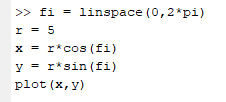 >> fi = linspace(0,2*pi)
r = 5
x = r*cos(fi)
y = r*sin(fi)
plot(x,y)